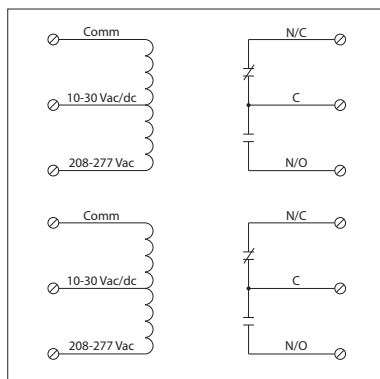 Comm
N/C
10-30 Vac/dc
C
208-277 Vac
N/O
Comm
N/C
10-30 Vac/dc
C
208-277 Vac
N/O